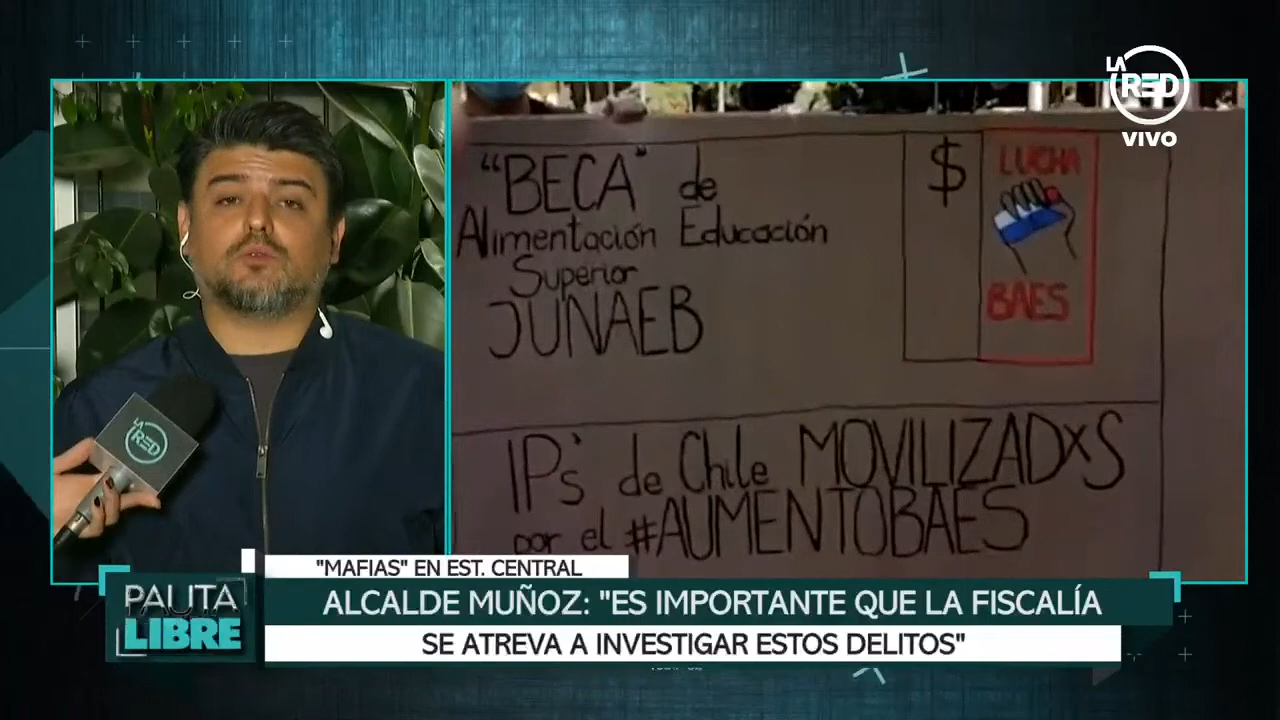 LA
RED
VIVO
"BECA" de
Alimentación Educación
Superior
JUNAEB
$
LUCHA
BAES
IP's de Chile MOVILIZADXS
por el #AUMENTOBAES
LA
RED
"MAFIAS" EN EST. CENTRAL
PAUTA
LIBRE
ALCALDE MUÑOZ: "ES IMPORTANTE QUE LA FISCALÍA
SE ATREVA A INVESTIGAR ESTOS DELITOS"